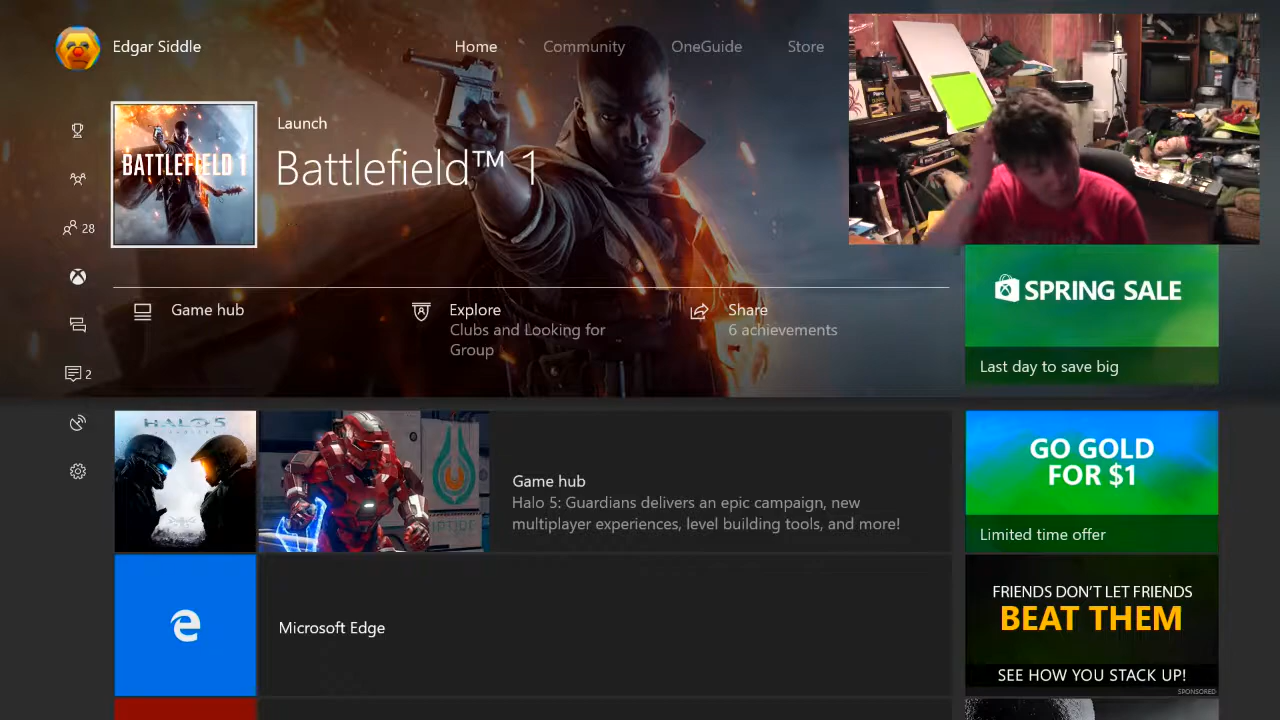 Edgar Siddle
Home
Community
OneGuide
Store
BATTLEFIELD 1
Launch
Battlefield™ 1
28
2
Game hub
Explore
Clubs and Looking for
Group
Share
6 achievements
SPRING SALE
Last day to save big
HALO 5
Game hub
Halo 5: Guardians delivers an epic campaign, new
multiplayer experiences, level building tools, and more!
GO GOLD
FOR $1
Limited time offer
Microsoft Edge
FRIENDS DON'T LET FRIENDS
BEAT THEM
SEE HOW YOU STACK UP!
SPONSORED